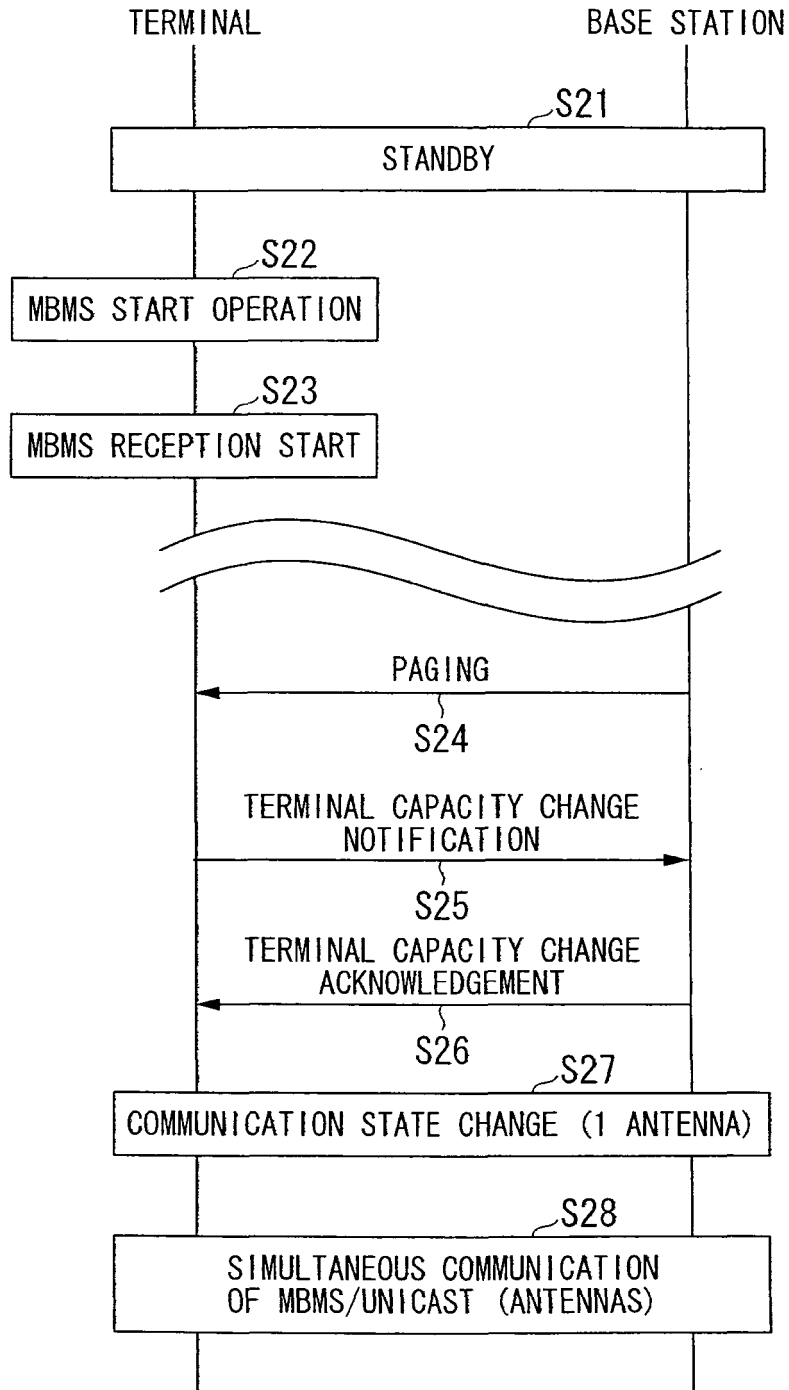 TERMINAL
BASE STATION
S21
STANDBY
S22
MBMS START OPERATION
S23
MBMS RECEPTION START
PAGING
S24
TERMINAL CAPACITY CHANGE
NOTIFICATION
S25
TERMINAL CAPACITY CHANGE
ACKNOWLEDGEMENT
S26
S27
COMMUNICATION STATE CHANGE (1 ANTENNA)
S28
SIMULTANEOUS COMMUNICATION
OF MBMS/UNICAST (ANTENNAS)